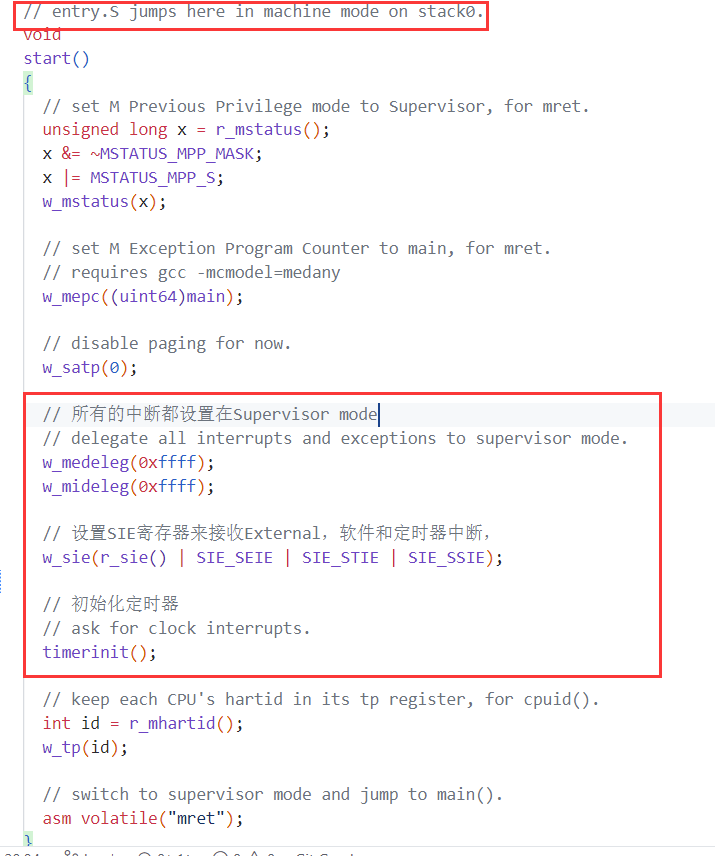 // entry.S jumps here in machine mode on stack0.
void
start()
{
// set M Previous Privilege mode to Supervisor, for mret.
unsigned long x = r_mstatus();
x &= ~MSTATUS_MPP_MASK;
x |= MSTATUS_MPP_S;
w_mstatus(x);
// set M Exception Program Counter to main, for mret.
// requires gcc -mcmodel=medany
w_mepc((uint64)main);
// disable paging for now.
w_satp(0);
// 所有的中断都设置在Supervisor mode
// delegate all interrupts and exceptions to supervisor mode.
w_medeleg(0xffff);
w_mideleg(0xffff);
// 设置SIE寄存器来接收External，软件和定时器中断，
w_sie(r_sie() | SIE_SEIE | SIE_STIE | SIE_SSIE);
// 初始化定时器
// ask for clock interrupts.
timerinit();
// keep each CPU's hartid in its tp register, for cpuid().
int id = r_mhartid();
w_tp(id);
// switch to supervisor mode and jump to main().
asm volatile("mret");
}